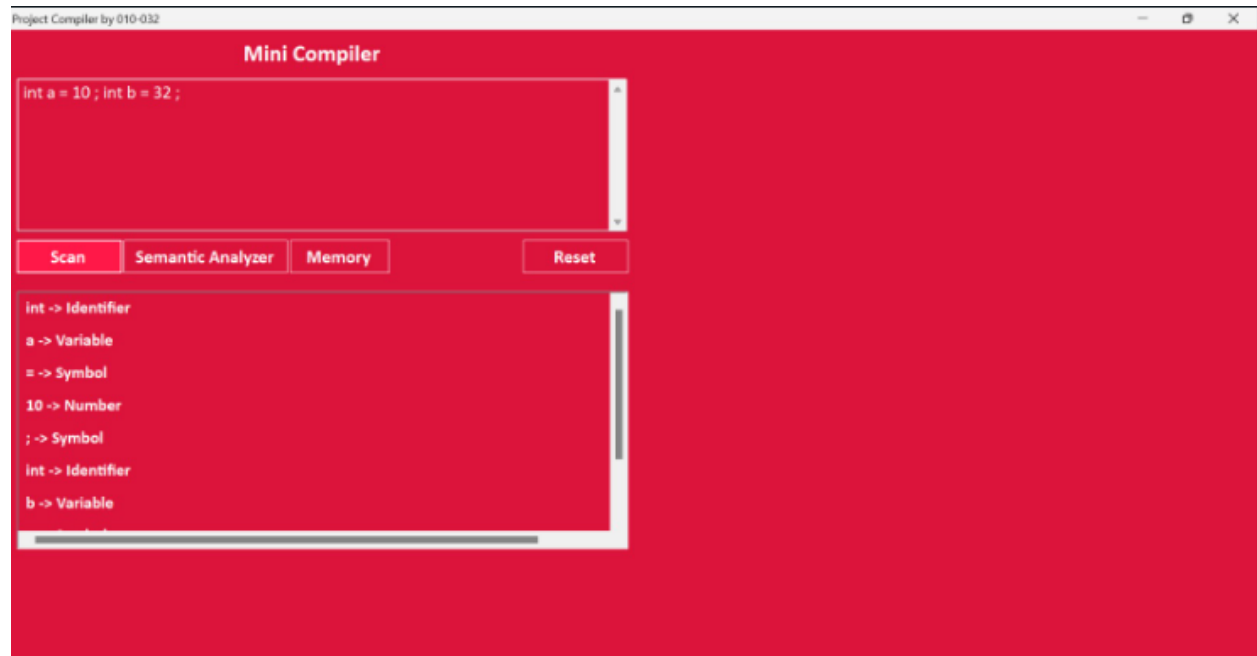 Project Compiler by 010-032
Mini Compiler
int a = 10 ; int b = 32 ;
Scan
Semantic Analyzer
Memory
Reset
int -> Identifier
a -> Variable
= -> Symbol
10 -> Number
; -> Symbol
int -> Identifier
b -> Variable